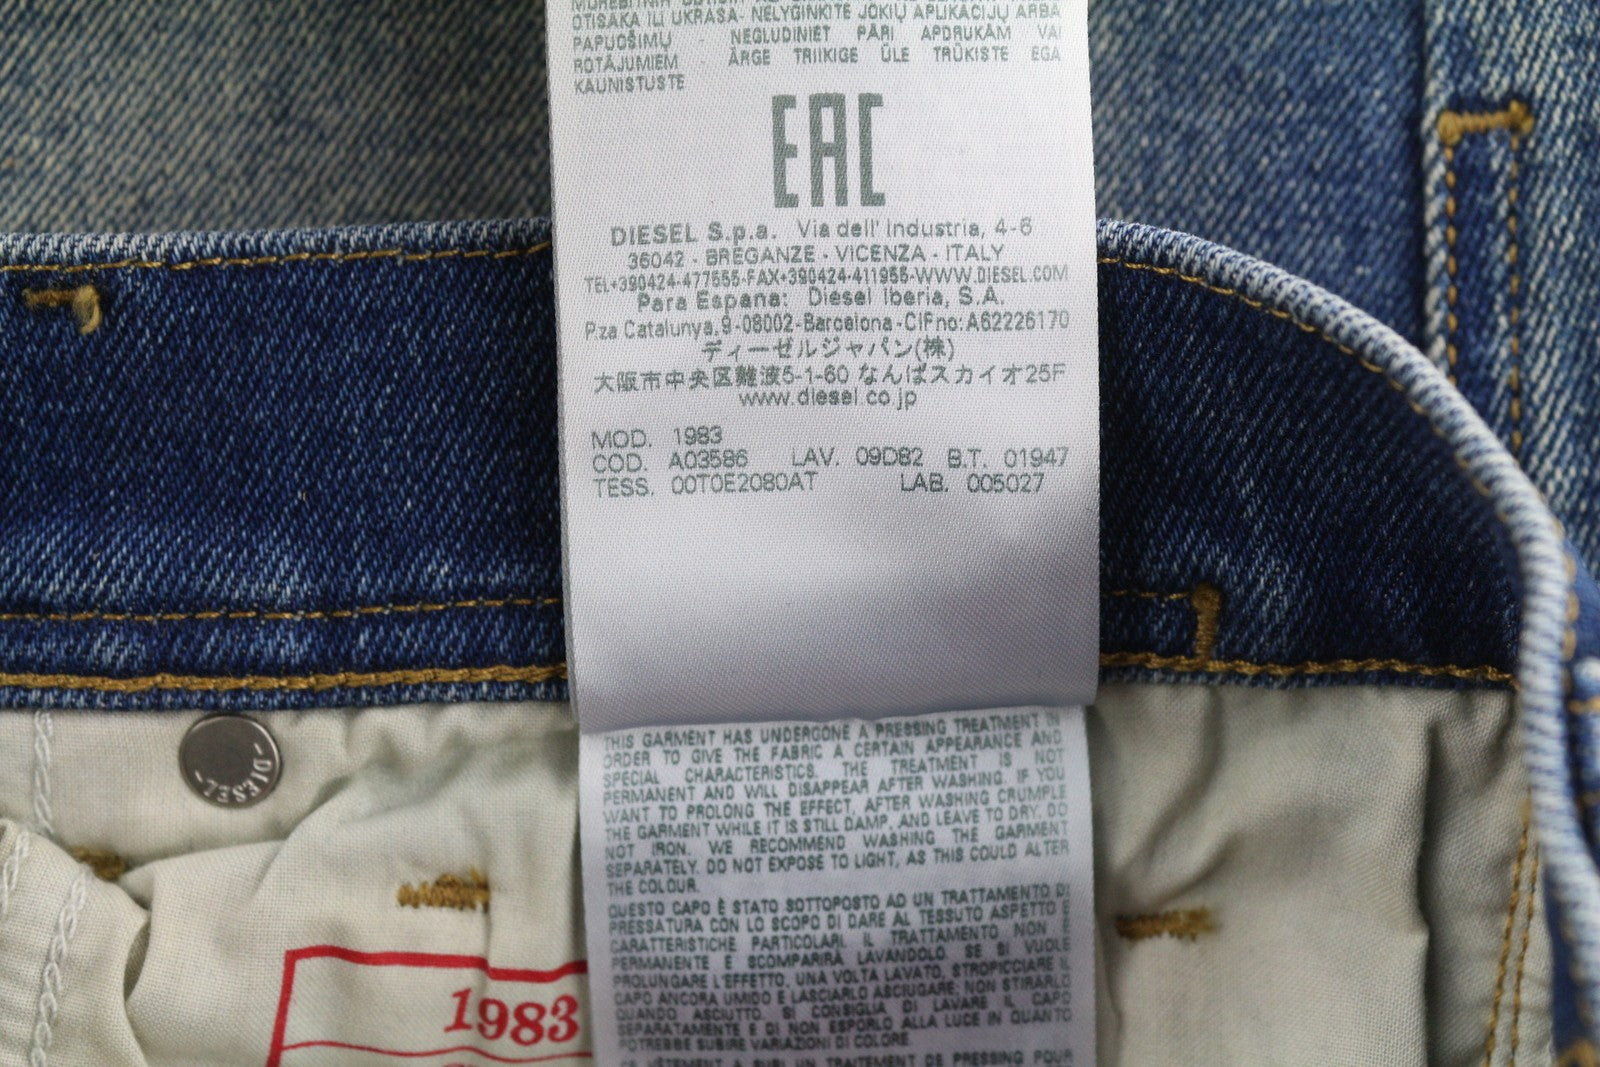 OTISAKA ILI UKRASA. NELYGINKITE JOKIŲ APLIKACIJŲ ARBA
PAPUOŠIMŲ - NEGLUDINIET PĀRI APDRUKĀM VAI
ROTĀJUMIEM - ÄRGE TRIIKIGE ÜLE TRÜKISTE EGA
KAUNISTUSTE
EAC
DIESEL S.p.a. Via dell' Industria, 4-6
36042 - BREGANZE - VICENZA - ITALY
TEL+390424-477555-FAX+390424-411955-WWW.DIESEL.COM
Para Espana: Diesel Iberia, S.A.
P.za Catalunya,9-08002-Barcelona-CIFno:A62226170
ディーゼルジャパン(株)
大阪市中央区難波5-1-60 なんばスカイオ25F
www.diesel.co.jp
MOD. 1983
COD. A03586 LAV. 09D82 B.T. 01947
TESS. 00T0E2080AT LAB. 005027
THIS GARMENT HAS UNDERGONE A PRESSING TREATMENT IN
ORDER TO GIVE THE FABRIC A CERTAIN APPEARANCE AND
SPECIAL CHARACTERISTICS. THE TREATMENT IS NOT
PERMANENT AND WILL DISAPPEAR AFTER WASHING. IF YOU
WANT TO PROLONG THE EFFECT, AFTER WASHING CRUMPLE
THE GARMENT WHILE IT IS STILL DAMP, AND LEAVE TO DRY. DO
NOT IRON. WE RECOMMEND WASHING THE GARMENT
SEPARATELY. DO NOT EXPOSE TO LIGHT, AS THIS COULD ALTER
THE COLOUR.
QUESTO CAPO È STATO SOTTOPOSTO AD UN TRATTAMENTO DI
PRESSATURA CON LO SCOPO DI DARE AL TESSUTO ASPETTO E
CARATTERISTICHE PARTICOLARI. IL TRATTAMENTO NON È
PERMANENTE E SCOMPARIRÀ LAVANDOLO. SE SI VUOLE
PROLUNGARE L'EFFETTO, UNA VOLTA LAVATO, STROPICCIARE IL
CAPO ANCORA UMIDO E LASCIARLO ASCIUGARE; NON STIRARLO
QUANDO ASCIUTTO. SI CONSIGLIA DI LAVARE IL CAPO
SEPARATAMENTE E DI NON ESPORLO ALLA LUCE IN QUANTO
POTREBBE SUBIRE VARIAZIONI DI COLORE.
CE VÊTEMENT A SUBI UN TRAITEMENT DE PRESSING POUR
DIESEL
1983